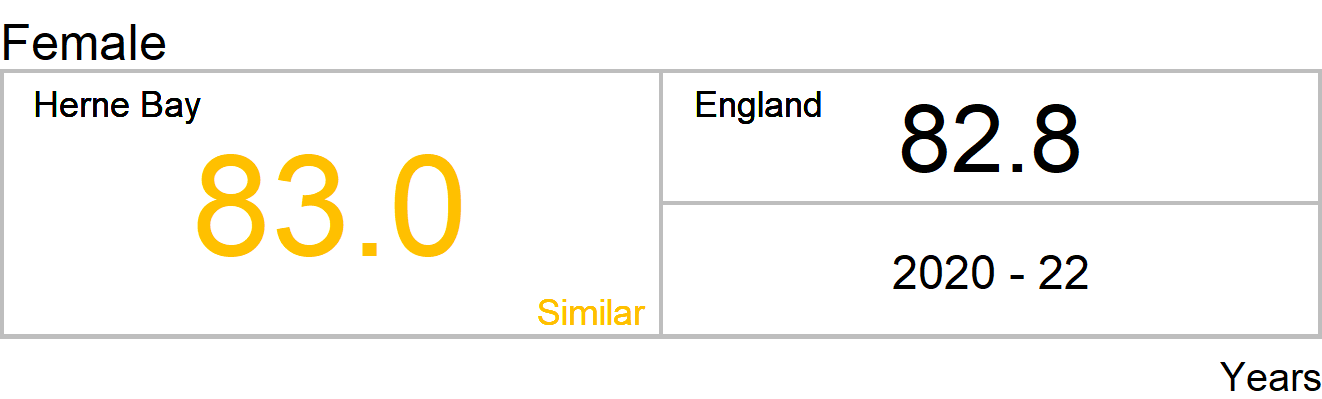 Female
Herne Bay
83.0
Similar
England
82.8
2020 - 22
Years